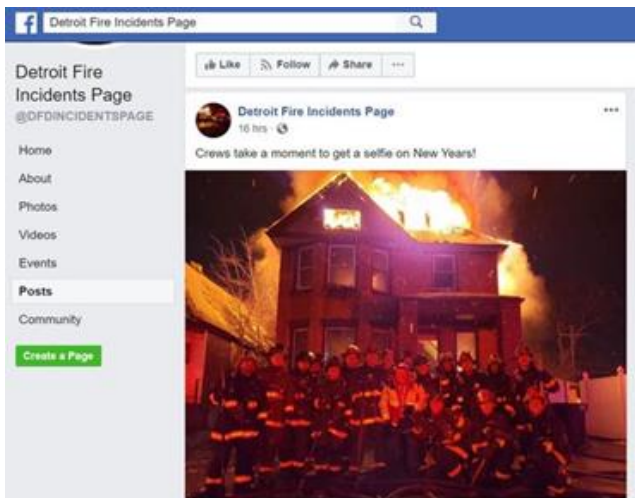 Detroit Fire Incidents Page
Detroit Fire
Incidents Page
@DFDINCIDENTSPAGE
Home
About
Photos
Videos
Events
Posts
Community
Create a Page
Like Follow Share ...
Detroit Fire Incidents Page ...
16 hrs ·
Crews take a moment to get a selfie on New Years!